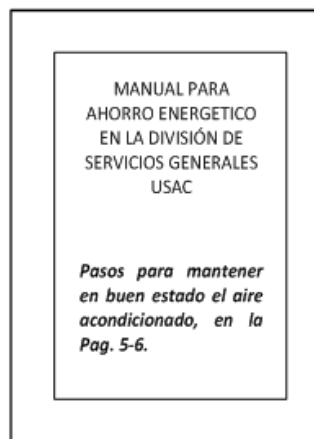 MANUAL PARA
AHORRO ENERGETICO
EN LA DIVISIÓN DE
SERVICIOS GENERALES
USAC
Pasos para mantener
en buen estado el aire
acondicionado, en la
Pag. 5-6.